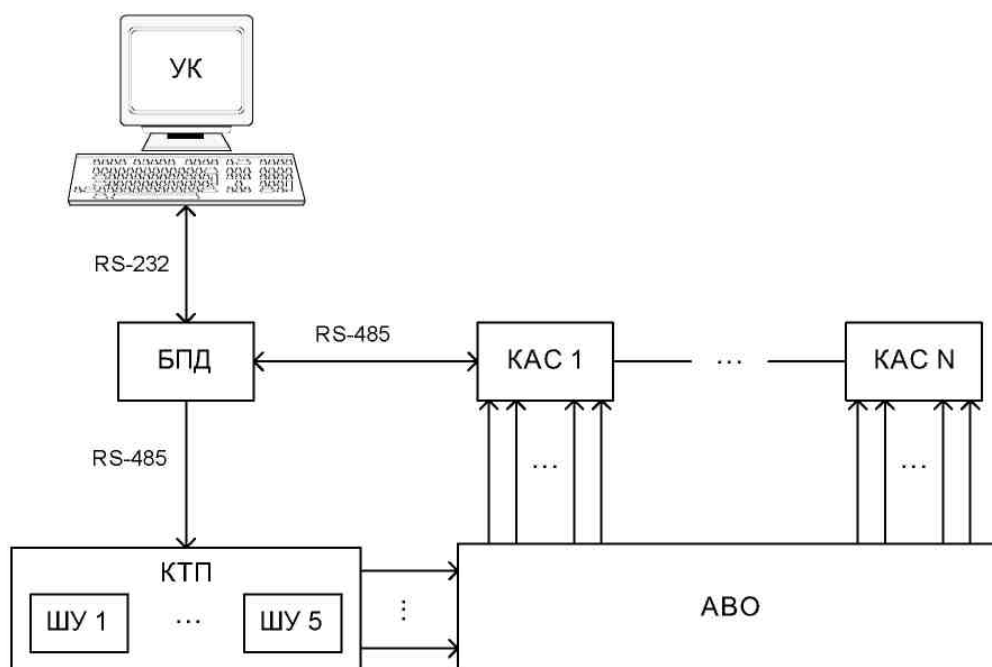 УК
RS-232
БПД
RS-485
КАС 1
...
КАС N
RS-485
...
...
КТП
ШУ 1
...
ШУ 5
...
АВО